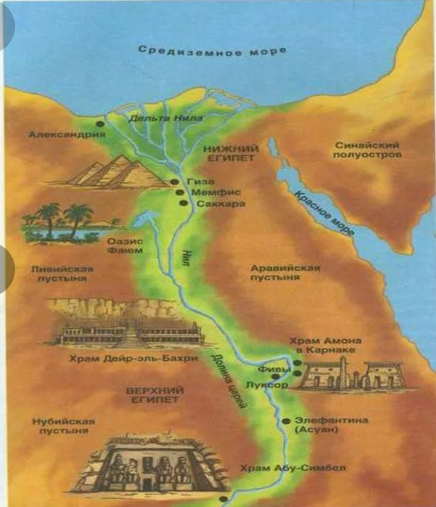 Средиземное море
Дельта Нила
Александрия
НИЖНИЙ
ЕГИПЕТ
Синайский
полуостров
Гиза
Мемфис
Саккара
Красное море
Оазис
Фаюм
Нил
Ливийская
пустыня
Аравийская
пустыня
Храм Амона
в Карнаке
Храм Дейр-эль-Бахри
Фивы
Луксор
Долина царей
ВЕРХНИЙ
ЕГИПЕТ
Нубийская
пустыня
Элефантина
(Асуан)
Храм Абу-Симбел